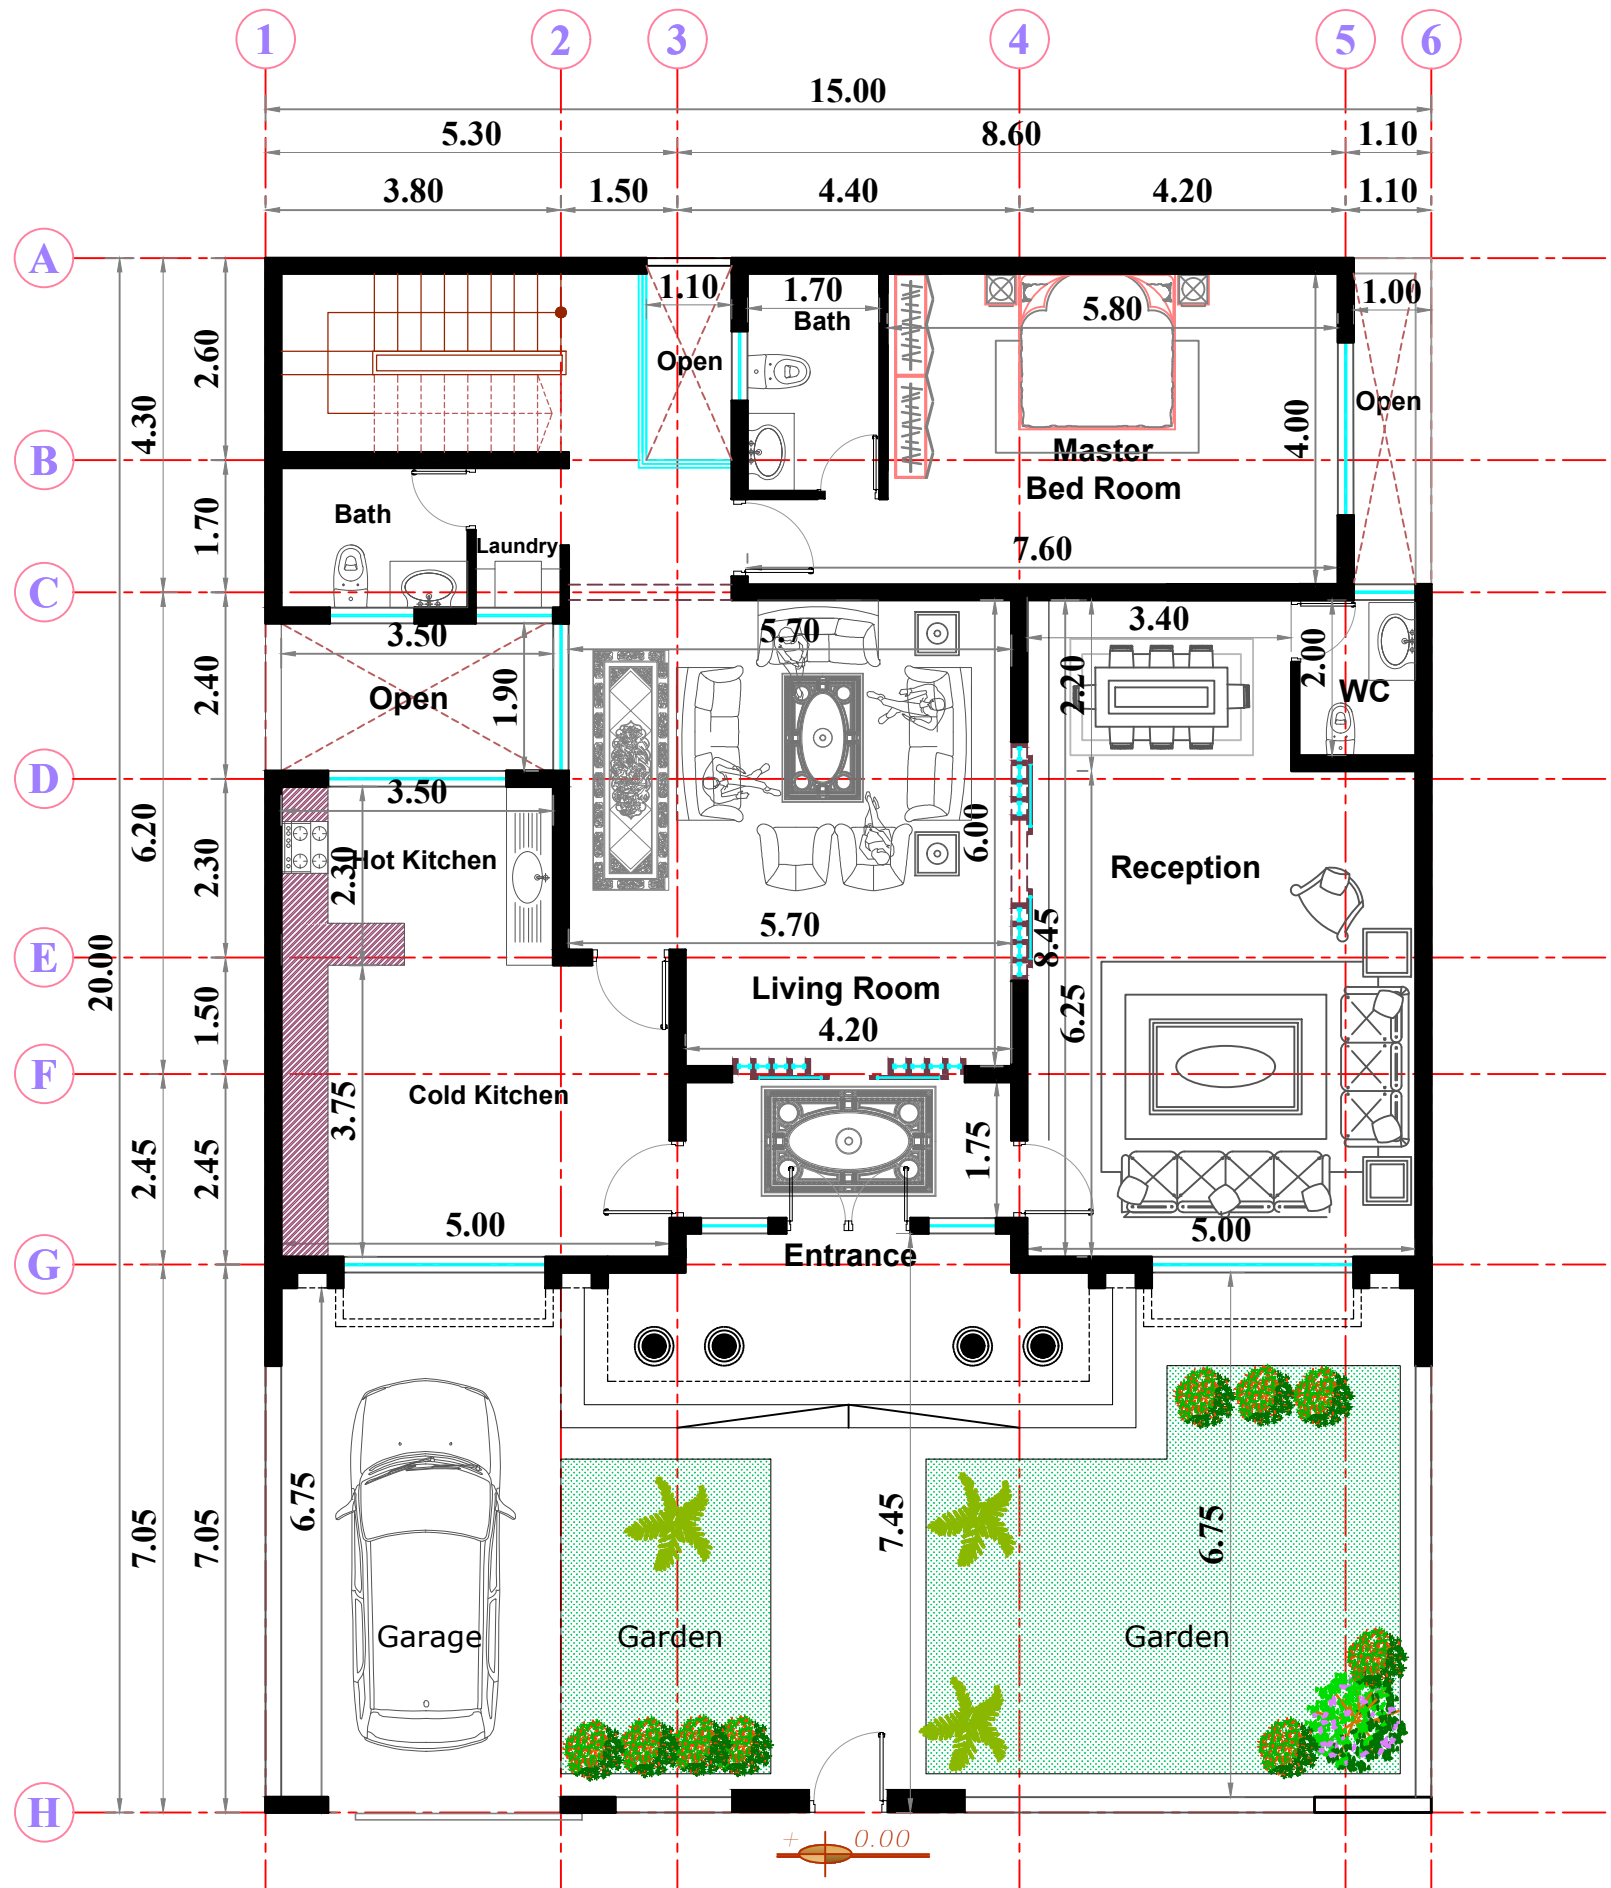 1 2 3 4 5 6
15.00
5.30 8.60 1.10
3.80 1.50 4.40 4.20 1.10
A
1.10 1.70 5.80 1.00
Bath
2.60
Open
4.30
Open
4.00
B
Master
Bed Room
1.70
Bath
Laundry
7.60
C
3.50 5.70 3.40
2.00
2.20
WC
2.40
Open
1.90
D
3.50
6.20
2.30
2.30
Hot Kitchen
6.00
Reception
5.70
8.45
E
20.00
Living Room
1.50
4.20
6.25
F
Cold Kitchen
3.75
1.75
2.45
2.45
5.00
Entrance
5.00
G
6.75
7.05
7.05
7.45
6.75
Garage
Garden
Garden
H
+ 0.00